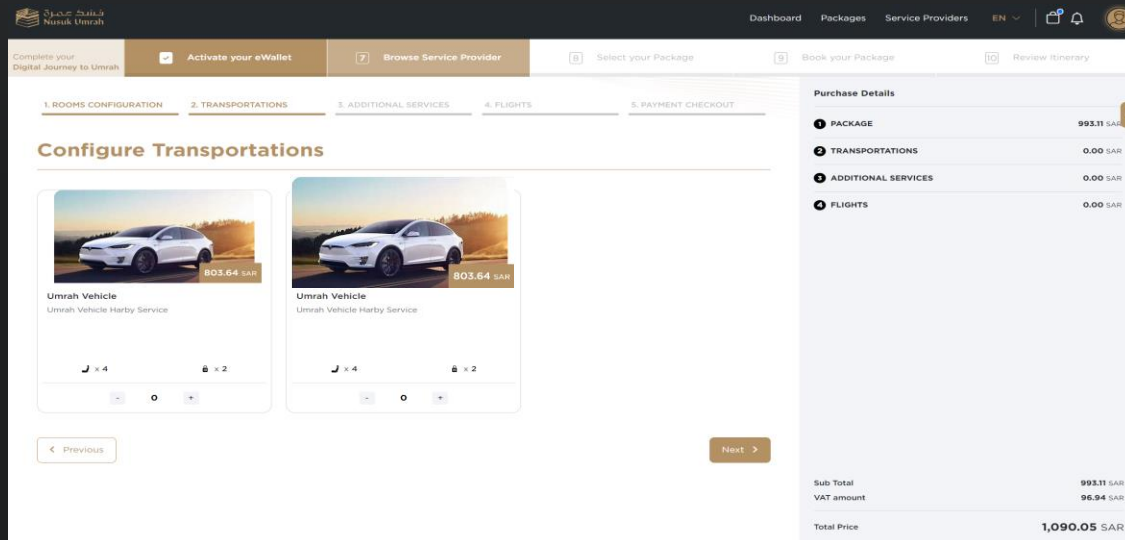 نسك عمرة
Nusuk Umrah
Dashboard Packages Service Providers EN
Complete your
Digital Journey to Umrah
Activate your eWallet
7 Browse Service Provider
8 Select your Package
9 Book your Package
10 Review Itinerary
1. ROOMS CONFIGURATION 2. TRANSPORTATIONS 3. ADDITIONAL SERVICES 4. FLIGHTS 5. PAYMENT CHECKOUT
Configure Transportations
803.64 SAR
Umrah Vehicle
Umrah Vehicle Harby Service
× 4 × 2
- 0 +
803.64 SAR
Umrah Vehicle
Umrah Vehicle Harby Service
× 4 × 2
- 0 +
< Previous
Next >
Purchase Details
1 PACKAGE 993.11 SAR
2 TRANSPORTATIONS 0.00 SAR
3 ADDITIONAL SERVICES 0.00 SAR
4 FLIGHTS 0.00 SAR
Sub Total 993.11 SAR
VAT amount 96.94 SAR
Total Price 1,090.05 SAR